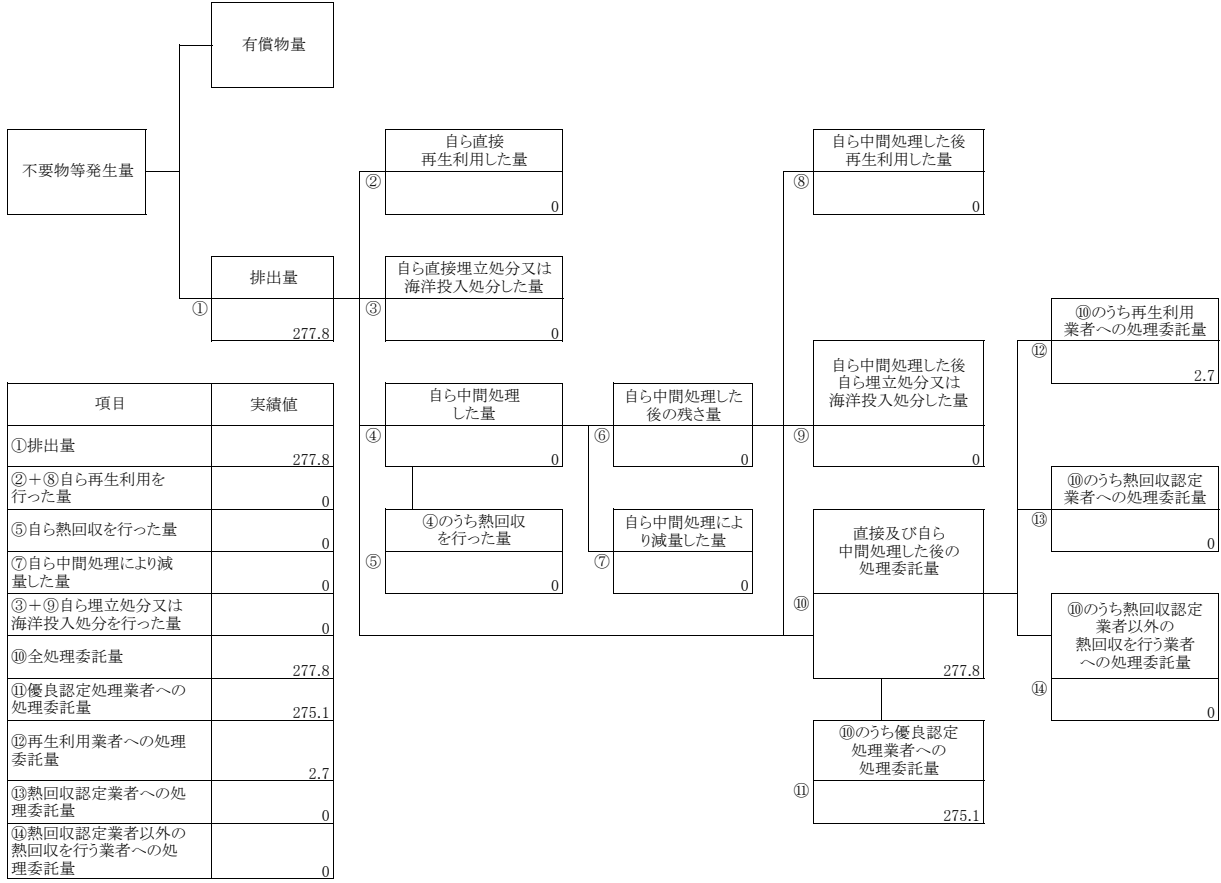 有償物量
不要物等発生量
自ら直接
再生利用した量
②
0
自ら中間処理した後
再生利用した量
⑧
0
排出量
①
277.8
自ら直接埋立処分又は
海洋投入処分した量
③
0
⑩のうち再生利用
業者への処理委託量
⑫
2.7
自ら中間処理
した量
④
0
自ら中間処理した
後の残さ量
⑥
0
自ら中間処理した後
自ら埋立処分又は
海洋投入処分した量
⑨
0
⑩のうち熱回収認定
業者への処理委託量
⑬
0
④のうち熱回収
を行った量
⑤
0
自ら中間処理によ
り減量した量
⑦
0
直接及び自ら
中間処理した後の
処理委託量
⑩
277.8
⑩のうち熱回収認定
業者以外の
熱回収を行う業者
への処理委託量
⑭
0
⑩のうち優良認定
処理業者への
処理委託量
⑪
275.1
項目 実績値
①排出量
277.8
②+⑧自ら再生利用を
行った量
0
⑤自ら熱回収を行った量
0
⑦自ら中間処理により減
量した量
0
③+⑨自ら埋立処分又は
海洋投入処分を行った量
0
⑩全処理委託量
277.8
⑪優良認定処理業者への
処理委託量
275.1
⑫再生利用業者への処理
委託量
2.7
⑬熱回収認定業者への処
理委託量
0
⑭熱回収認定業者以外の
熱回収を行う業者への処
理委託量
0